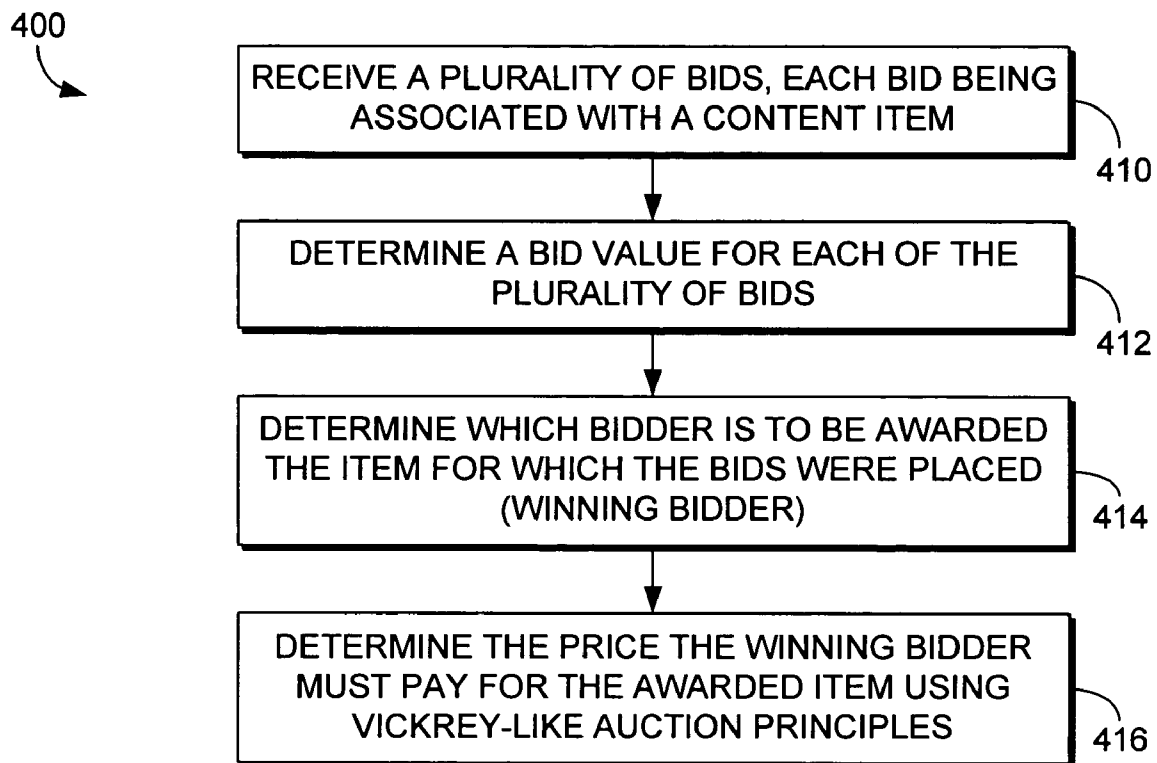 400
RECEIVE A PLURALITY OF BIDS, EACH BID BEING
ASSOCIATED WITH A CONTENT ITEM
410
DETERMINE A BID VALUE FOR EACH OF THE
PLURALITY OF BIDS
412
DETERMINE WHICH BIDDER IS TO BE AWARDED
THE ITEM FOR WHICH THE BIDS WERE PLACED
(WINNING BIDDER)
414
DETERMINE THE PRICE THE WINNING BIDDER
MUST PAY FOR THE AWARDED ITEM USING
VICKREY-LIKE AUCTION PRINCIPLES
416